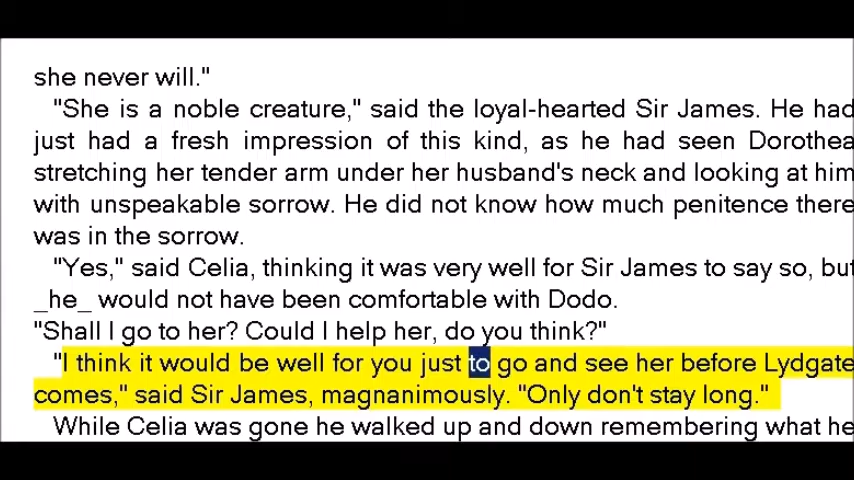 she never will."
"She is a noble creature," said the loyal-hearted Sir James. He had
just had a fresh impression of this kind, as he had seen Dorothea
stretching her tender arm under her husband's neck and looking at him
with unspeakable sorrow. He did not know how much penitence there
was in the sorrow.
"Yes," said Celia, thinking it was very well for Sir James to say so, but
_he_ would not have been comfortable with Dodo.
"Shall I go to her? Could I help her, do you think?"
"I think it would be well for you just to go and see her before Lydgate
comes," said Sir James, magnanimously. "Only don't stay long."
While Celia was gone he walked up and down remembering what he